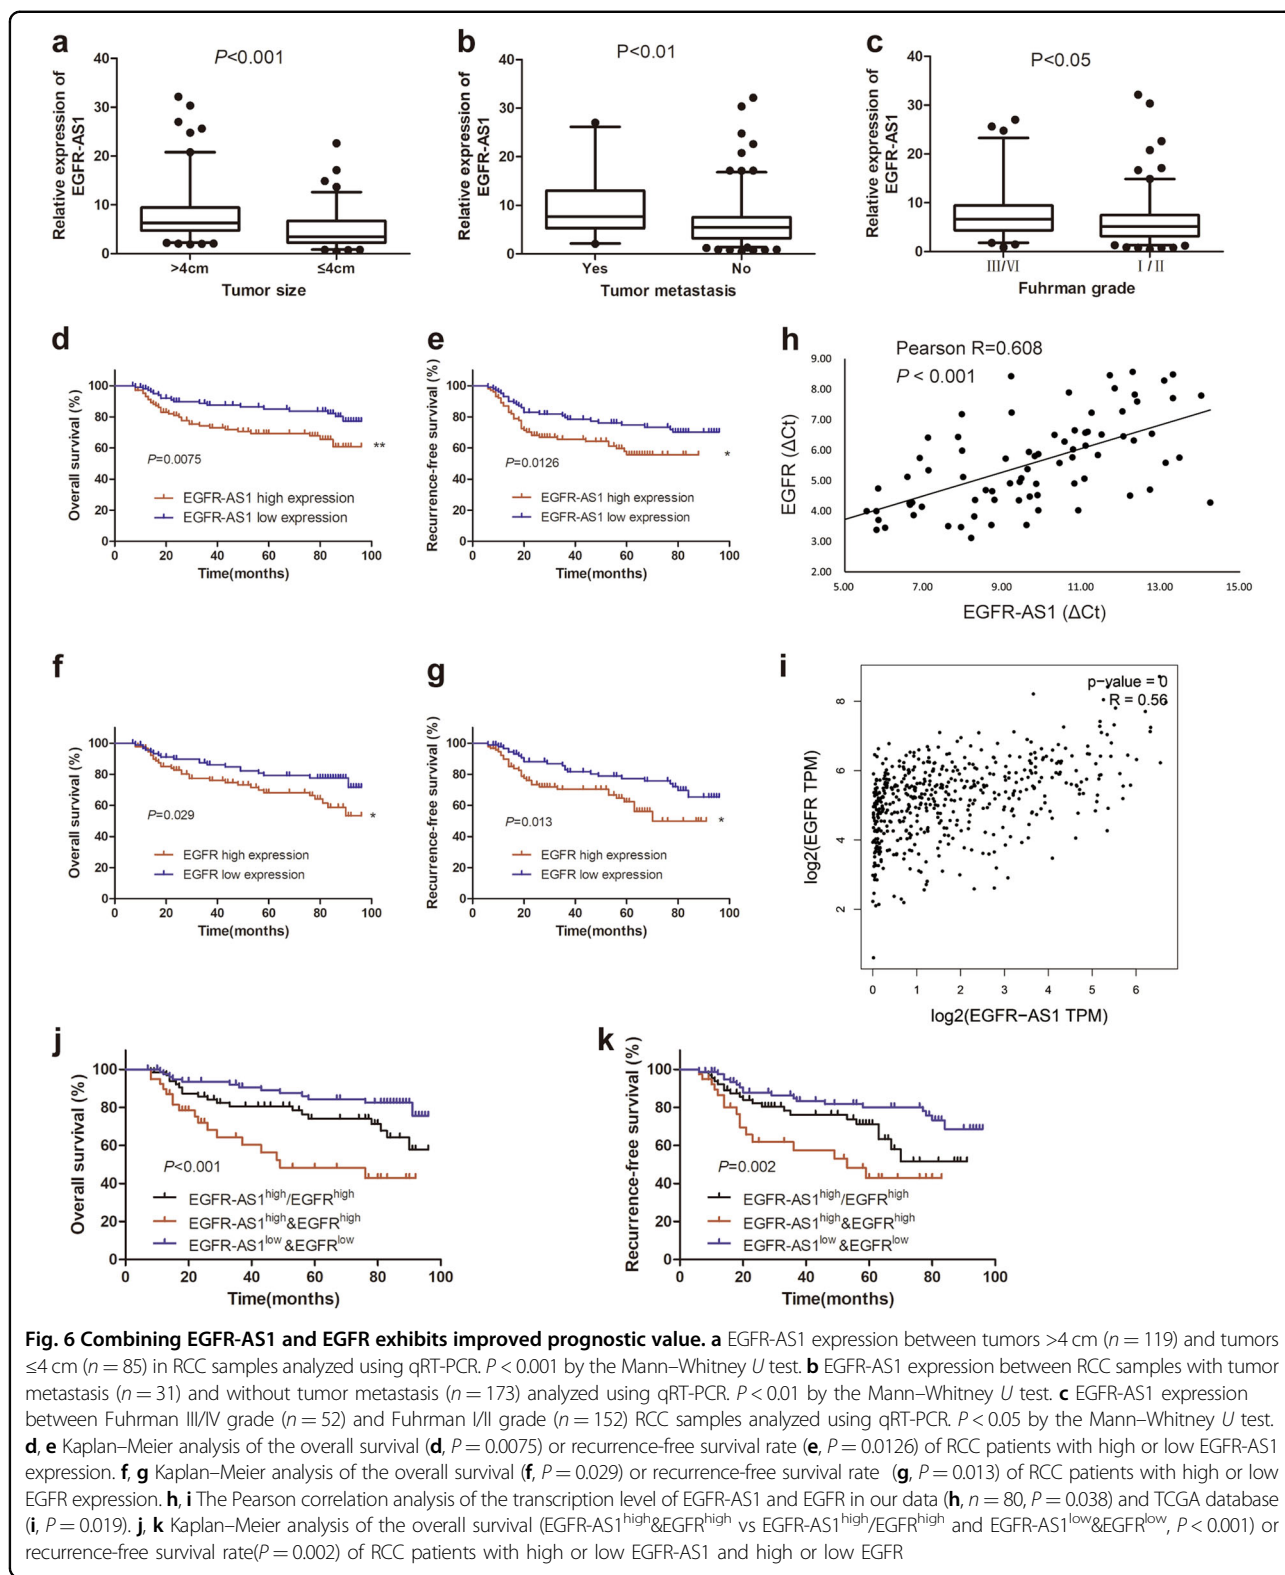 a
P<0.001
Relative expression of
EGFR-AS1
40
30
20
10
0
>4cm
≤4cm
Tumor size
b
P<0.01
Relative expression of
EGFR-AS1
40
30
20
10
0
Yes
No
Tumor metastasis
c
P<0.05
Relative expression of
EGFR-AS1
40
30
20
10
0
III/VI
I / II
Fuhrman grade
d
Overall survival (%)
100
80
60
40
20
0
**
P=0.0075
EGFR-AS1 high expression
EGFR-AS1 low expression
0 20 40 60 80 100
Time(months)
e
Recurrence-free survival (%)
100
80
60
40
20
0
*
P=0.0126
EGFR-AS1 high expression
EGFR-AS1 low expression
0 20 40 60 80 100
Time(months)
h
Pearson R=0.608
P < 0.001
EGFR (ΔCt)
9.00
8.00
7.00
6.00
5.00
4.00
3.00
2.00
5.00 7.00 9.00 11.00 13.00 15.00
EGFR-AS1 (ΔCt)
f
Overall survival (%)
100
80
60
40
20
0
*
P=0.029
EGFR high expression
EGFR low expression
0 20 40 60 80 100
Time(months)
g
Recurrence-free survival (%)
100
80
60
40
20
0
*
P=0.013
EGFR high expression
EGFR low expression
0 20 40 60 80 100
Time(months)
i
p−value = 0
R = 0.56
log2(EGFR TPM)
8
6
4
2
0 1 2 3 4 5 6
log2(EGFR−AS1 TPM)
j
Overall survival (%)
100
80
60
40
20
0
P<0.001
EGFR-AS1high/EGFRhigh
EGFR-AS1high&EGFRhigh
EGFR-AS1low&EGFRlow
0 20 40 60 80 100
Time(months)
k
Recurrence-free survival (%)
100
80
60
40
20
0
P=0.002
EGFR-AS1high/EGFRhigh
EGFR-AS1high&EGFRhigh
EGFR-AS1low&EGFRlow
0 20 40 60 80 100
Time(months)
Fig. 6 Combining EGFR-AS1 and EGFR exhibits improved prognostic value. a EGFR-AS1 expression between tumors >4 cm (n = 119) and tumors
≤4 cm (n = 85) in RCC samples analyzed using qRT-PCR. P < 0.001 by the Mann–Whitney U test. b EGFR-AS1 expression between RCC samples with tumor
metastasis (n = 31) and without tumor metastasis (n = 173) analyzed using qRT-PCR. P < 0.01 by the Mann–Whitney U test. c EGFR-AS1 expression
between Fuhrman III/IV grade (n = 52) and Fuhrman I/II grade (n = 152) RCC samples analyzed using qRT-PCR. P < 0.05 by the Mann–Whitney U test.
d, e Kaplan–Meier analysis of the overall survival (d, P = 0.0075) or recurrence-free survival rate (e, P = 0.0126) of RCC patients with high or low EGFR-AS1
expression. f, g Kaplan–Meier analysis of the overall survival (f, P = 0.029) or recurrence-free survival rate (g, P = 0.013) of RCC patients with high or low
EGFR expression. h, i The Pearson correlation analysis of the transcription level of EGFR-AS1 and EGFR in our data (h, n = 80, P = 0.038) and TCGA database
(i, P = 0.019). j, k Kaplan–Meier analysis of the overall survival (EGFR-AS1high&EGFRhigh vs EGFR-AS1high/EGFRhigh and EGFR-AS1low&EGFRlow, P < 0.001) or
recurrence-free survival rate(P = 0.002) of RCC patients with high or low EGFR-AS1 and high or low EGFR